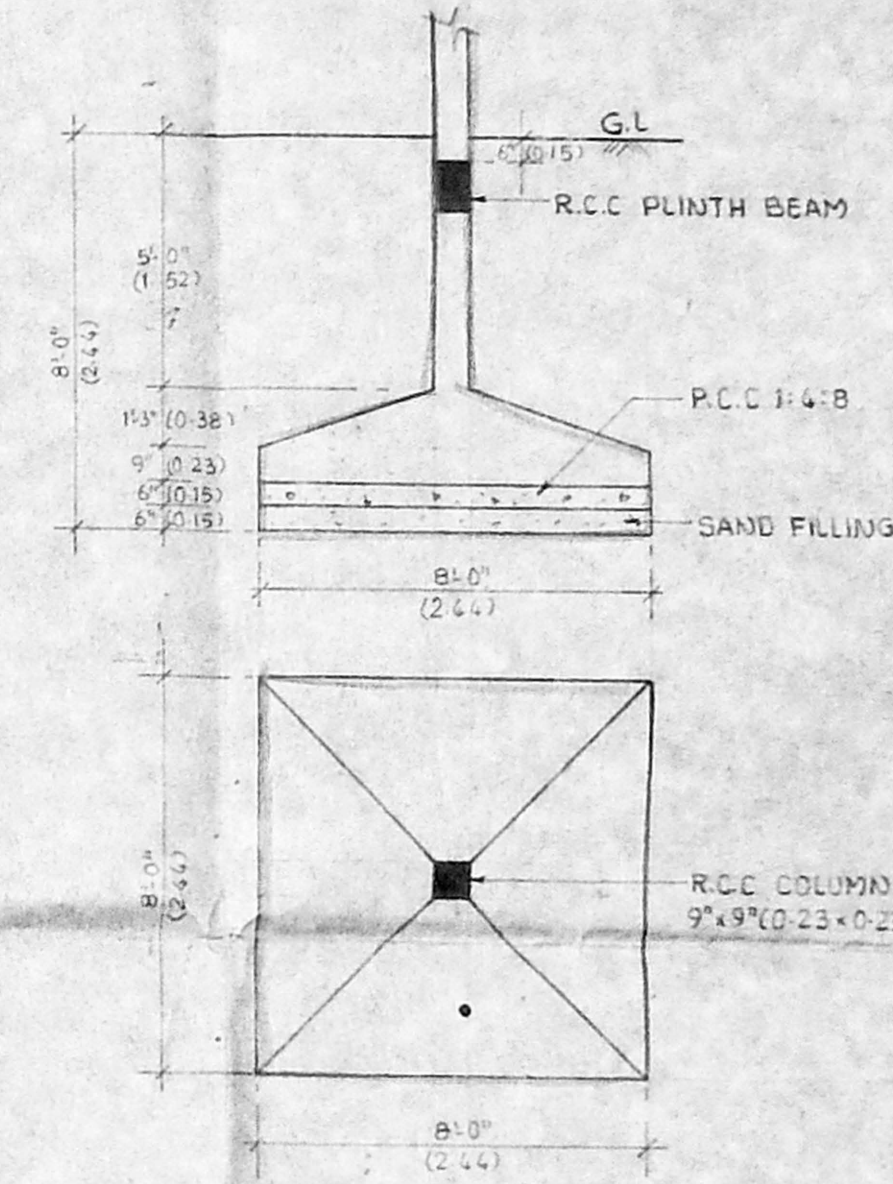 G.L
6" (0.15)
R.C.C PLINTH BEAM
5'-0"
(1.52)
8'-0"
(2.44)
P.C.C 1:4:8
1'-3" (0.38)
9" (0.23)
6" (0.15)
6" (0.15)
SAND FILLING
8'-0"
(2.44)
8'-0"
(2.44)
R.C.C COLUMN
9"x9"(0.23x0.2
8'-0"
(2.44)